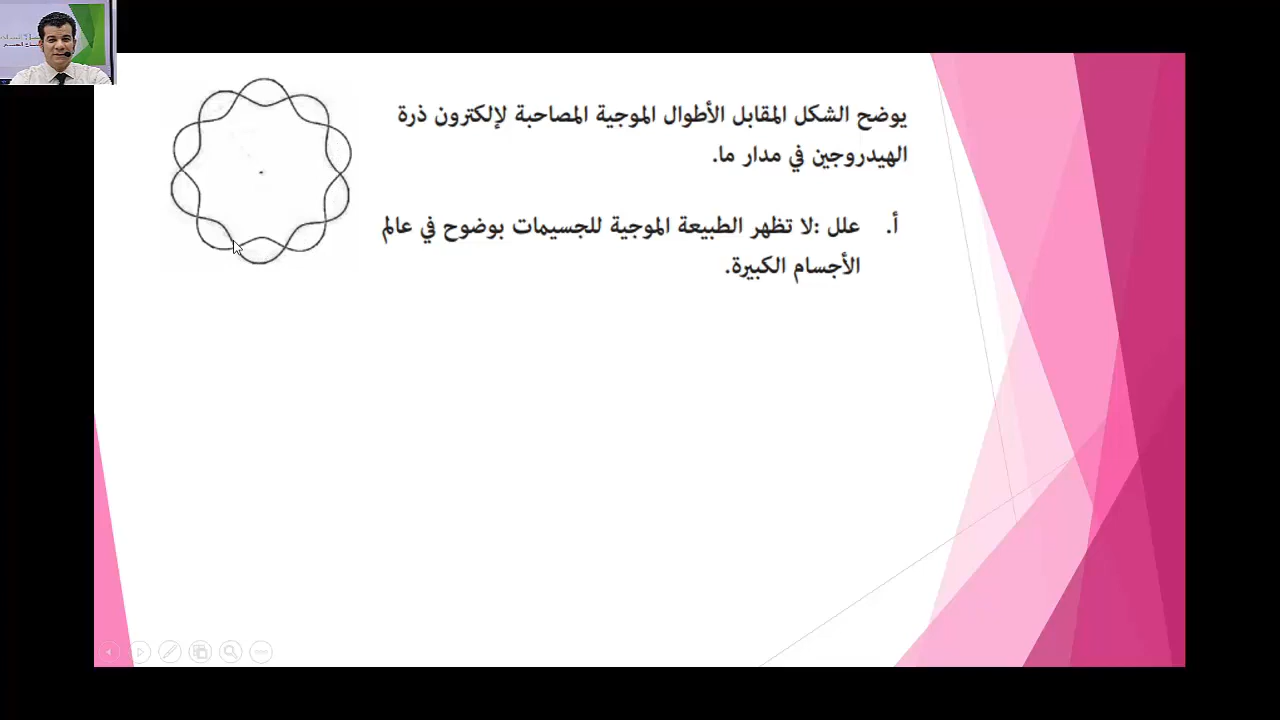 يوضح الشكل المقابل الأطوال الموجية المصاحبة لإلكترون ذرة
الهيدروجين في مدار ما.
أ. علل :لا تظهر الطبيعة الموجية للجسيمات بوضوح في عالم
الأجسام الكبيرة.